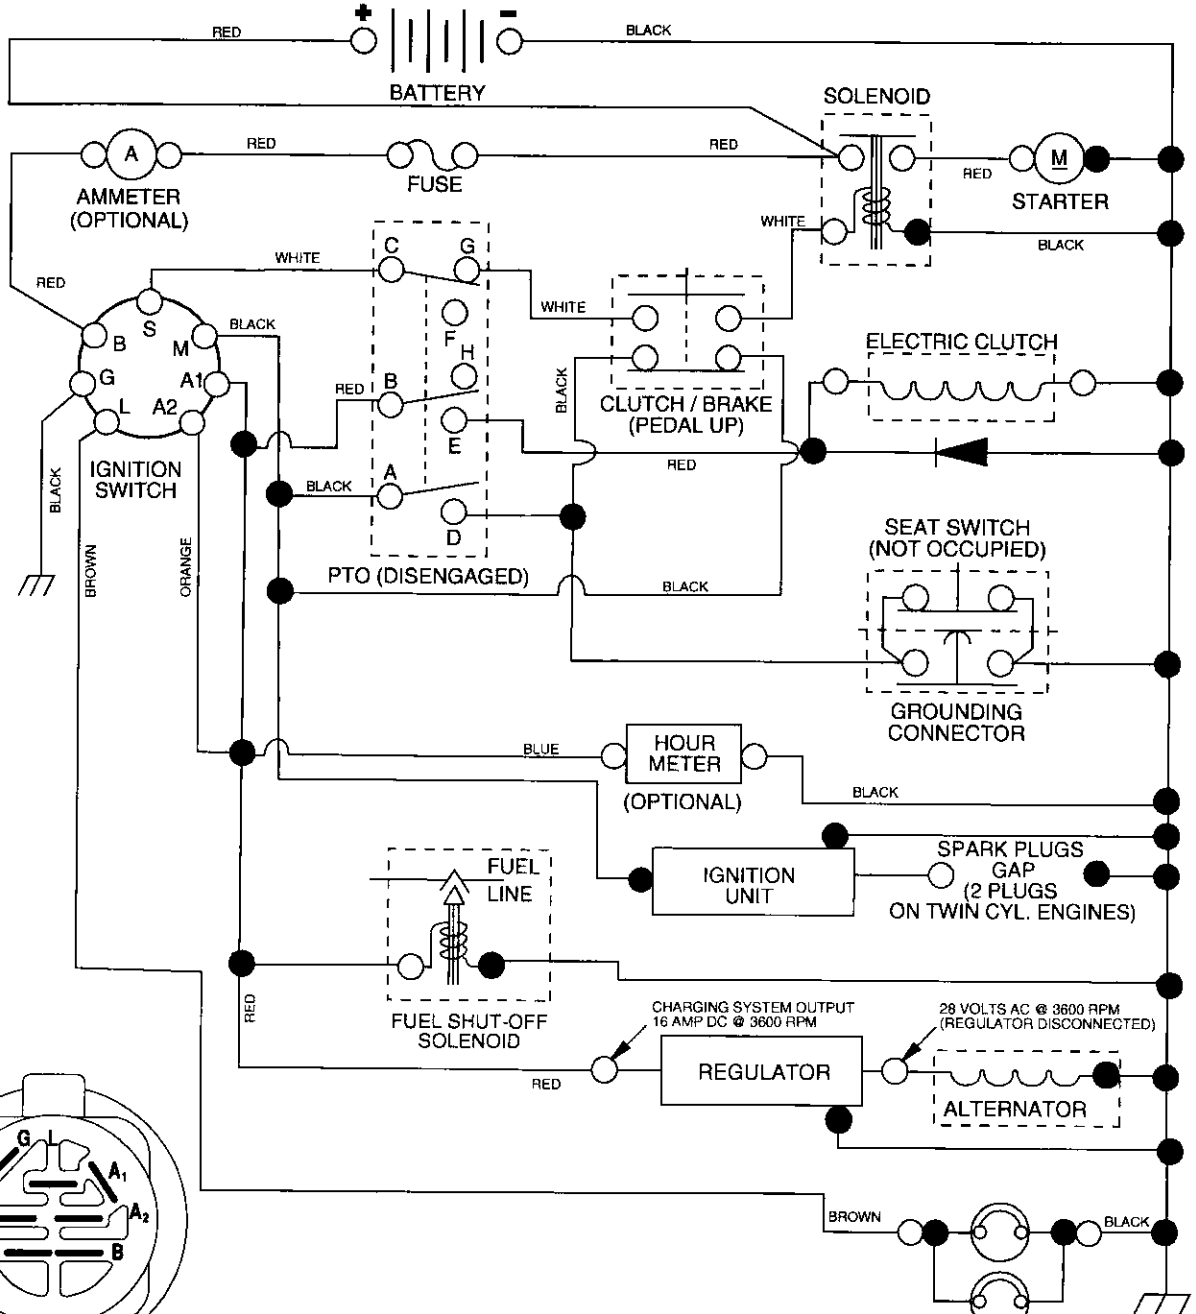 + -
RED
BLACK
BATTERY
SOLENOID
A
RED
RED
M
FUSE
RED
AMMETER
(OPTIONAL)
STARTER
WHITE
BLACK
C G
WHITE
RED
WHITE
S
F
BLACK
B
M
H
ELECTRIC CLUTCH
G
A1
RED
B
BLACK
L
A2
CLUTCH / BRAKE
(PEDAL UP)
E
RED
IGNITION
SWITCH
BLACK
A
BLACK
D
SEAT SWITCH
(NOT OCCUPIED)
BROWN
ORANGE
PTO (DISENGAGED)
BLACK
GROUNDING
CONNECTOR
BLUE
HOUR
METER
(OPTIONAL)
BLACK
FUEL
LINE
IGNITION
UNIT
SPARK PLUGS
GAP
(2 PLUGS
ON TWIN CYL. ENGINES)
RED
FUEL SHUT-OFF
SOLENOID
CHARGING SYSTEM OUTPUT
16 AMP DC @ 3600 RPM
28 VOLTS AC @ 3600 RPM
(REGULATOR DISCONNECTED)
RED
REGULATOR
ALTERNATOR
G L
A1
A2
B
BROWN
BLACK